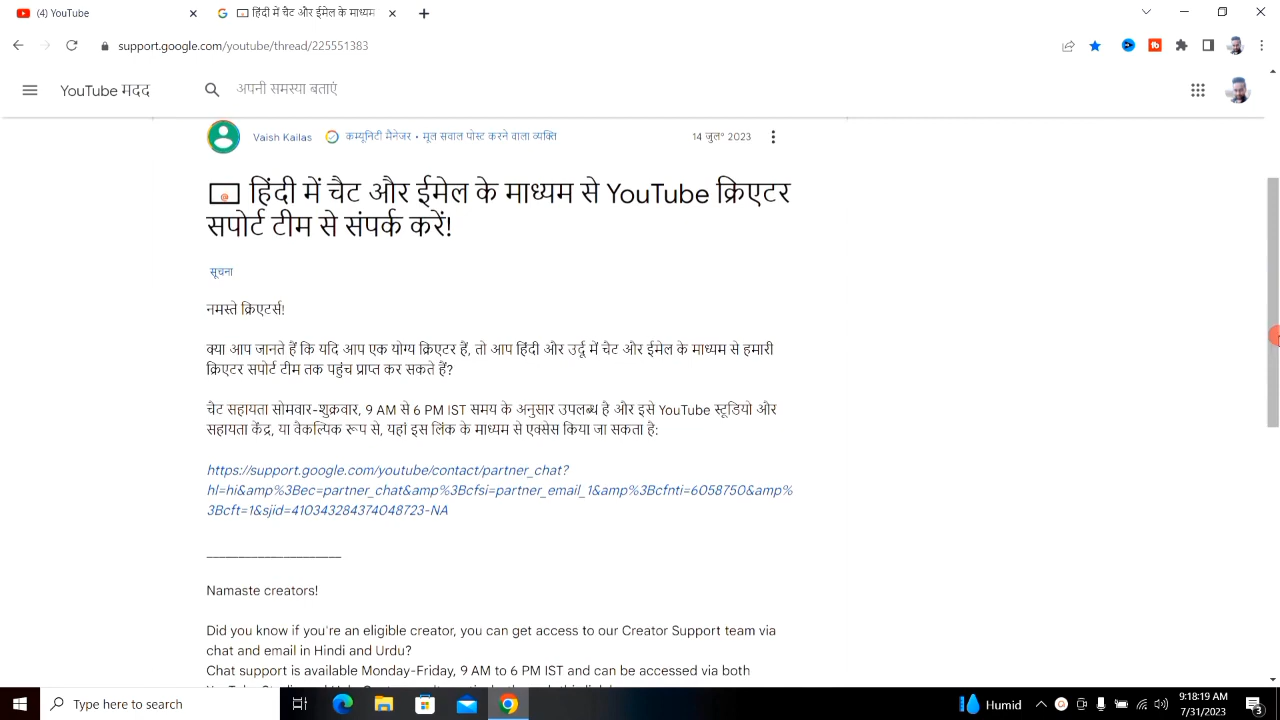 (4) YouTube
हिंदी में चैट और ईमेल के माध्यम
support.google.com/youtube/thread/225551383
YouTube मदद
अपनी समस्या बताएं
Vaish Kailas
कम्यूनिटी मैनेजर • मूल सवाल पोस्ट करने वाला व्यक्ति
14 जुल॰ 2023
हिंदी में चैट और ईमेल के माध्यम से YouTube क्रिएटर
सपोर्ट टीम से संपर्क करें!
सूचना
नमस्ते क्रिएटर्स!
क्या आप जानते हैं कि यदि आप एक योग्य क्रिएटर हैं, तो आप हिंदी और उर्दू में चैट और ईमेल के माध्यम से हमारी
क्रिएटर सपोर्ट टीम तक पहुंच प्राप्त कर सकते हैं?
चैट सहायता सोमवार-शुक्रवार, 9 AM से 6 PM IST समय के अनुसार उपलब्ध है और इसे YouTube स्टूडियो और
सहायता केंद्र, या वैकल्पिक रूप से, यहां इस लिंक के माध्यम से एक्सेस किया जा सकता है:
https://support.google.com/youtube/contact/partner_chat?
hl=hi&amp%3Bec=partner_chat&amp%3Bcfsi=partner_email_1&amp%3Bcfnti=6058750&amp%
3Bcft=1&sjid=410343284374048723-NA
____________________
Namaste creators!
Did you know if you're an eligible creator, you can get access to our Creator Support team via
chat and email in Hindi and Urdu?
Chat support is available Monday-Friday, 9 AM to 6 PM IST and can be accessed via both
Type here to search
Humid
9:18:19 AM
7/31/2023
3